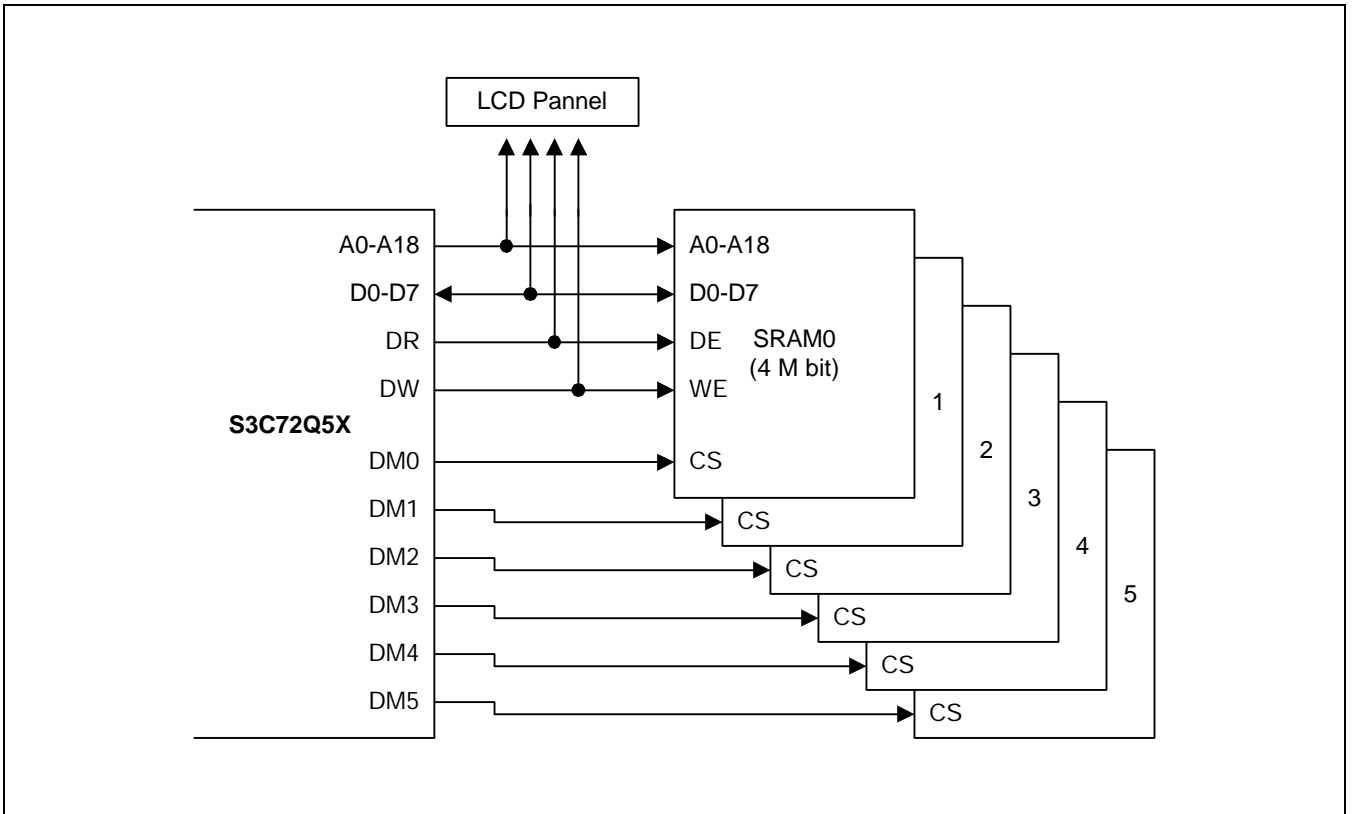 LCD Pannel
A0-A18
D0-D7
DR
DW
S3C72Q5X
DM0
DM1
DM2
DM3
DM4
DM5
A0-A18
D0-D7
DE
WE
CS
SRAM0
(4 M bit)
CS
CS
CS
CS
CS
1
2
3
4
5